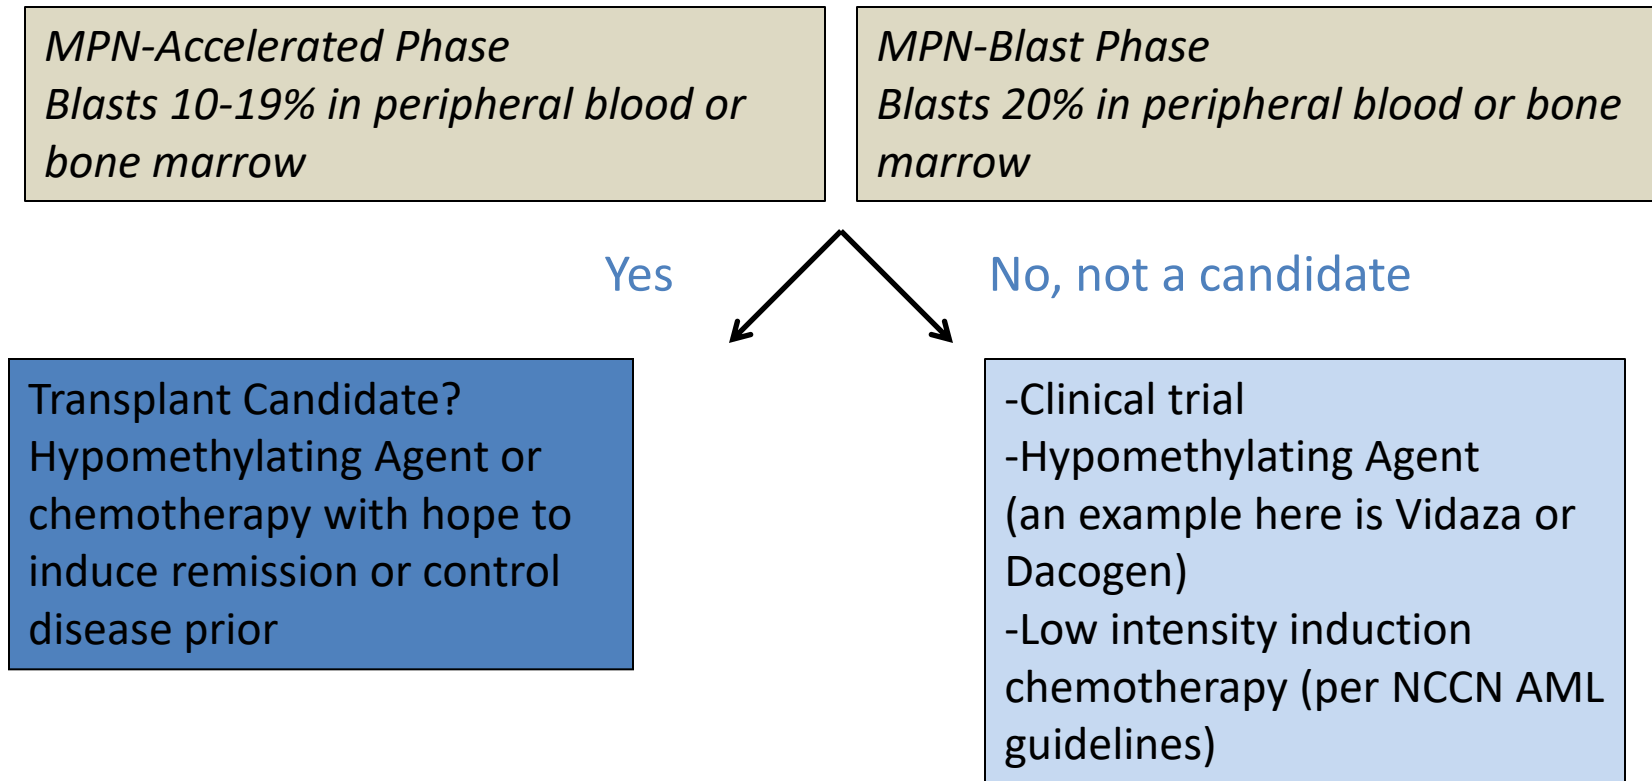 MPN-Accelerated Phase
Blasts 10-19% in peripheral blood or
bone marrow
MPN-Blast Phase
Blasts 20% in peripheral blood or bone
marrow
Yes
No, not a candidate
Transplant Candidate?
Hypomethylating Agent or
chemotherapy with hope to
induce remission or control
disease prior
-Clinical trial
-Hypomethylating Agent
(an example here is Vidaza or
Dacogen)
-Low intensity induction
chemotherapy (per NCCN AML
guidelines)